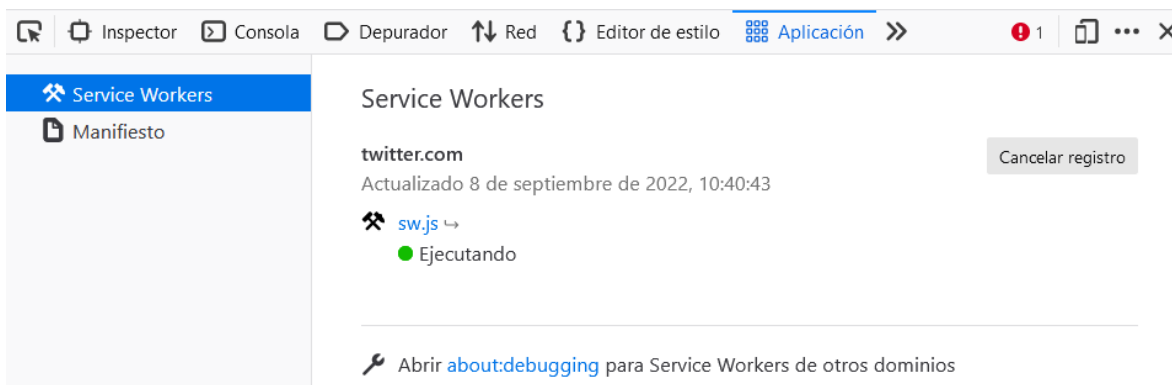 Inspector Consola Depurador Red Editor de estilo Aplicación 1
Service Workers
Manifiesto
Service Workers
twitter.com
Cancelar registro
Actualizado 8 de septiembre de 2022, 10:40:43
sw.js
Ejecutando
Abrir about:debugging para Service Workers de otros dominios